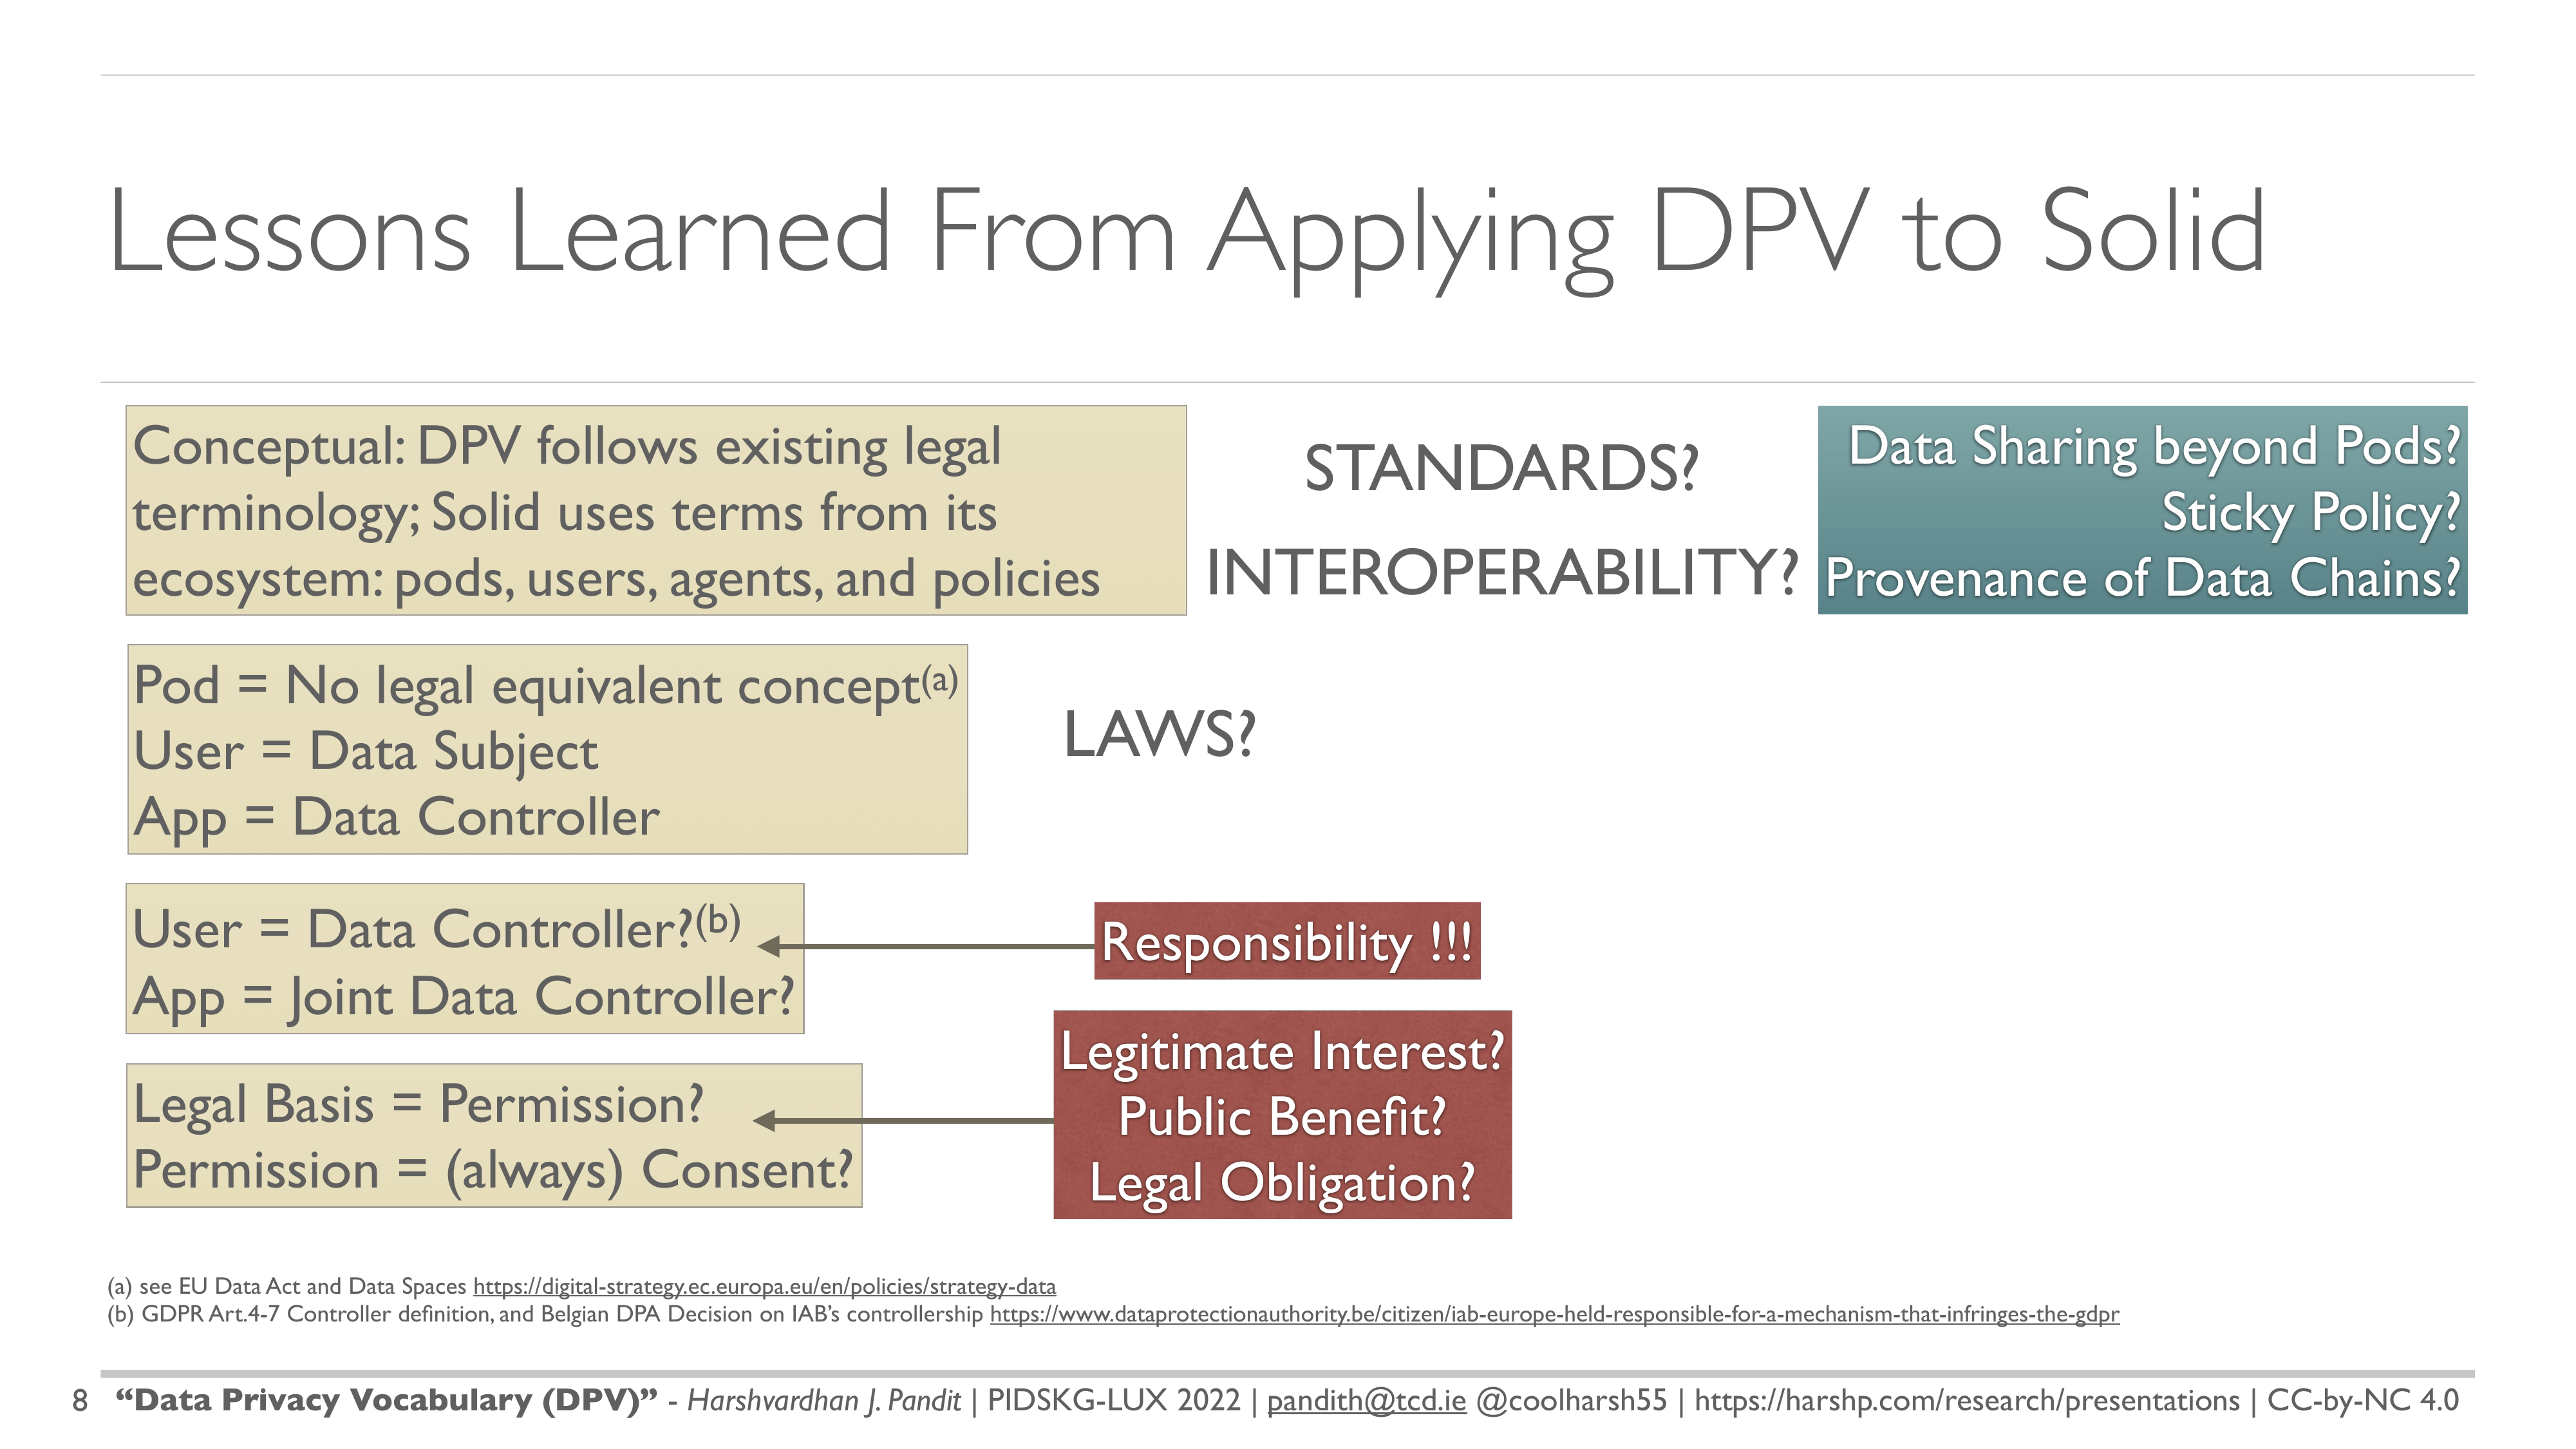 Lessons Learned From Applying DPV to Solid
Conceptual: DPV follows existing legal
terminology; Solid uses terms from its
ecosystem: pods, users, agents, and policies
STANDARDS?
INTEROPERABILITY?
Data Sharing beyond Pods?
Sticky Policy?
Provenance of Data Chains?
Pod = No legal equivalent concept(a)
User = Data Subject
App = Data Controller
LAWS?
User = Data Controller?(b)
App = Joint Data Controller?
Responsibility !!!
Legal Basis = Permission?
Permission = (always) Consent?
Legitimate Interest?
Public Benefit?
Legal Obligation?
(a) see EU Data Act and Data Spaces https://digital-strategy.ec.europa.eu/en/policies/strategy-data
(b) GDPR Art.4-7 Controller definition, and Belgian DPA Decision on IAB’s controllership https://www.dataprotectionauthority.be/citizen/iab-europe-held-responsible-for-a-mechanism-that-infringes-the-gdpr
8 “Data Privacy Vocabulary (DPV)” - Harshvardhan J. Pandit | PIDSKG-LUX 2022 | pandith@tcd.ie @coolharsh55 | https://harshp.com/research/presentations | CC-by-NC 4.0